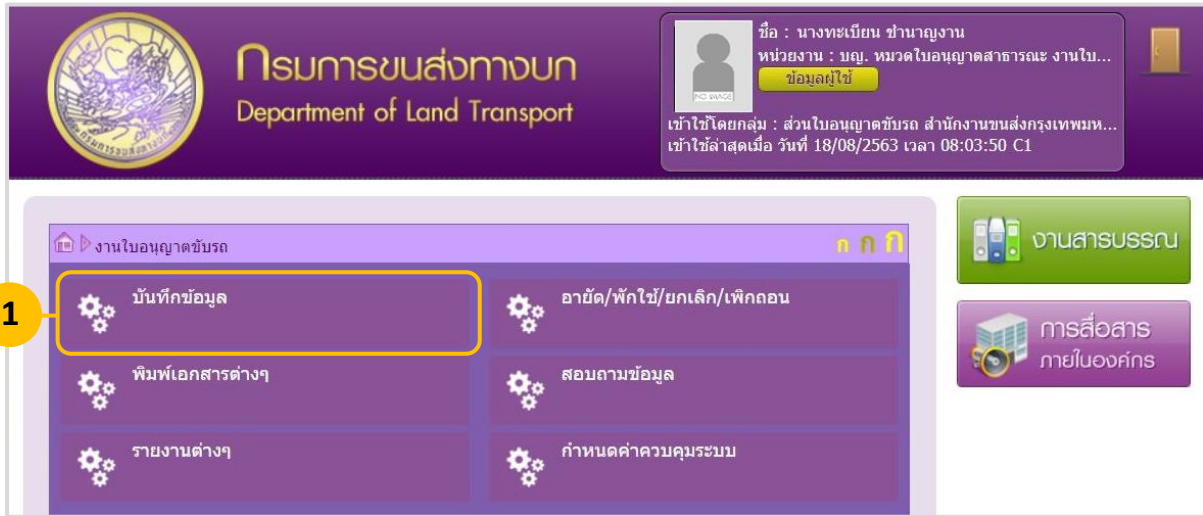 กรมการขนส่งทางบก
Department of Land Transport
ชื่อ : นางทะเบียน ชำนาญงาน
หน่วยงาน : บญ. หมวดใบอนุญาตสาธารณะ งานใบ...
ข้อมูลผู้ใช้
NO IMAGE
เข้าใช้โดยกลุ่ม : ส่วนใบอนุญาตขับรถ สำนักงานขนส่งกรุงเทพมห...
เข้าใช้ล่าสุดเมื่อ วันที่ 18/08/2563 เวลา 08:03:50 C1
งานใบอนุญาตขับรถ
ก ก ก
1
บันทึกข้อมูล
อายัด/พักใช้/ยกเลิก/เพิกถอน
พิมพ์เอกสารต่างๆ
สอบถามข้อมูล
รายงานต่างๆ
กำหนดค่าควบคุมระบบ
งานสารบรรณ
การสื่อสาร
ภายในองค์กร